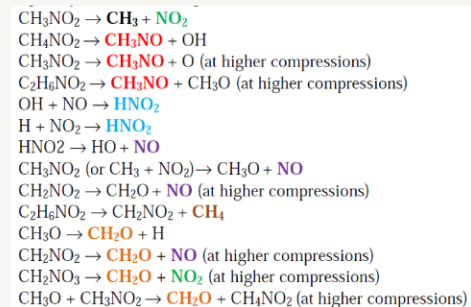 CH₃NO₂ → CH₃ + NO₂
CH₄NO₂ → CH₃NO + OH
CH₃NO₂ → CH₃NO + O (at higher compressions)
C₂H₆NO₂ → CH₃NO + CH₃O (at higher compressions)
OH + NO → HNO₂
H + NO₂ → HNO₂
HNO2 → HO + NO
CH₃NO₂ (or CH₃ + NO₂)→ CH₃O + NO
CH₂NO₂ → CH₂O + NO (at higher compressions)
C₂H₆NO₂ → CH₂NO₂ + CH₄
CH₃O → CH₂O + H
CH₂NO₂ → CH₂O + NO (at higher compressions)
CH₂NO₃ → CH₂O + NO₂ (at higher compressions)
CH₃O + CH₃NO₂ → CH₂O + CH₄NO₂ (at higher compressions)